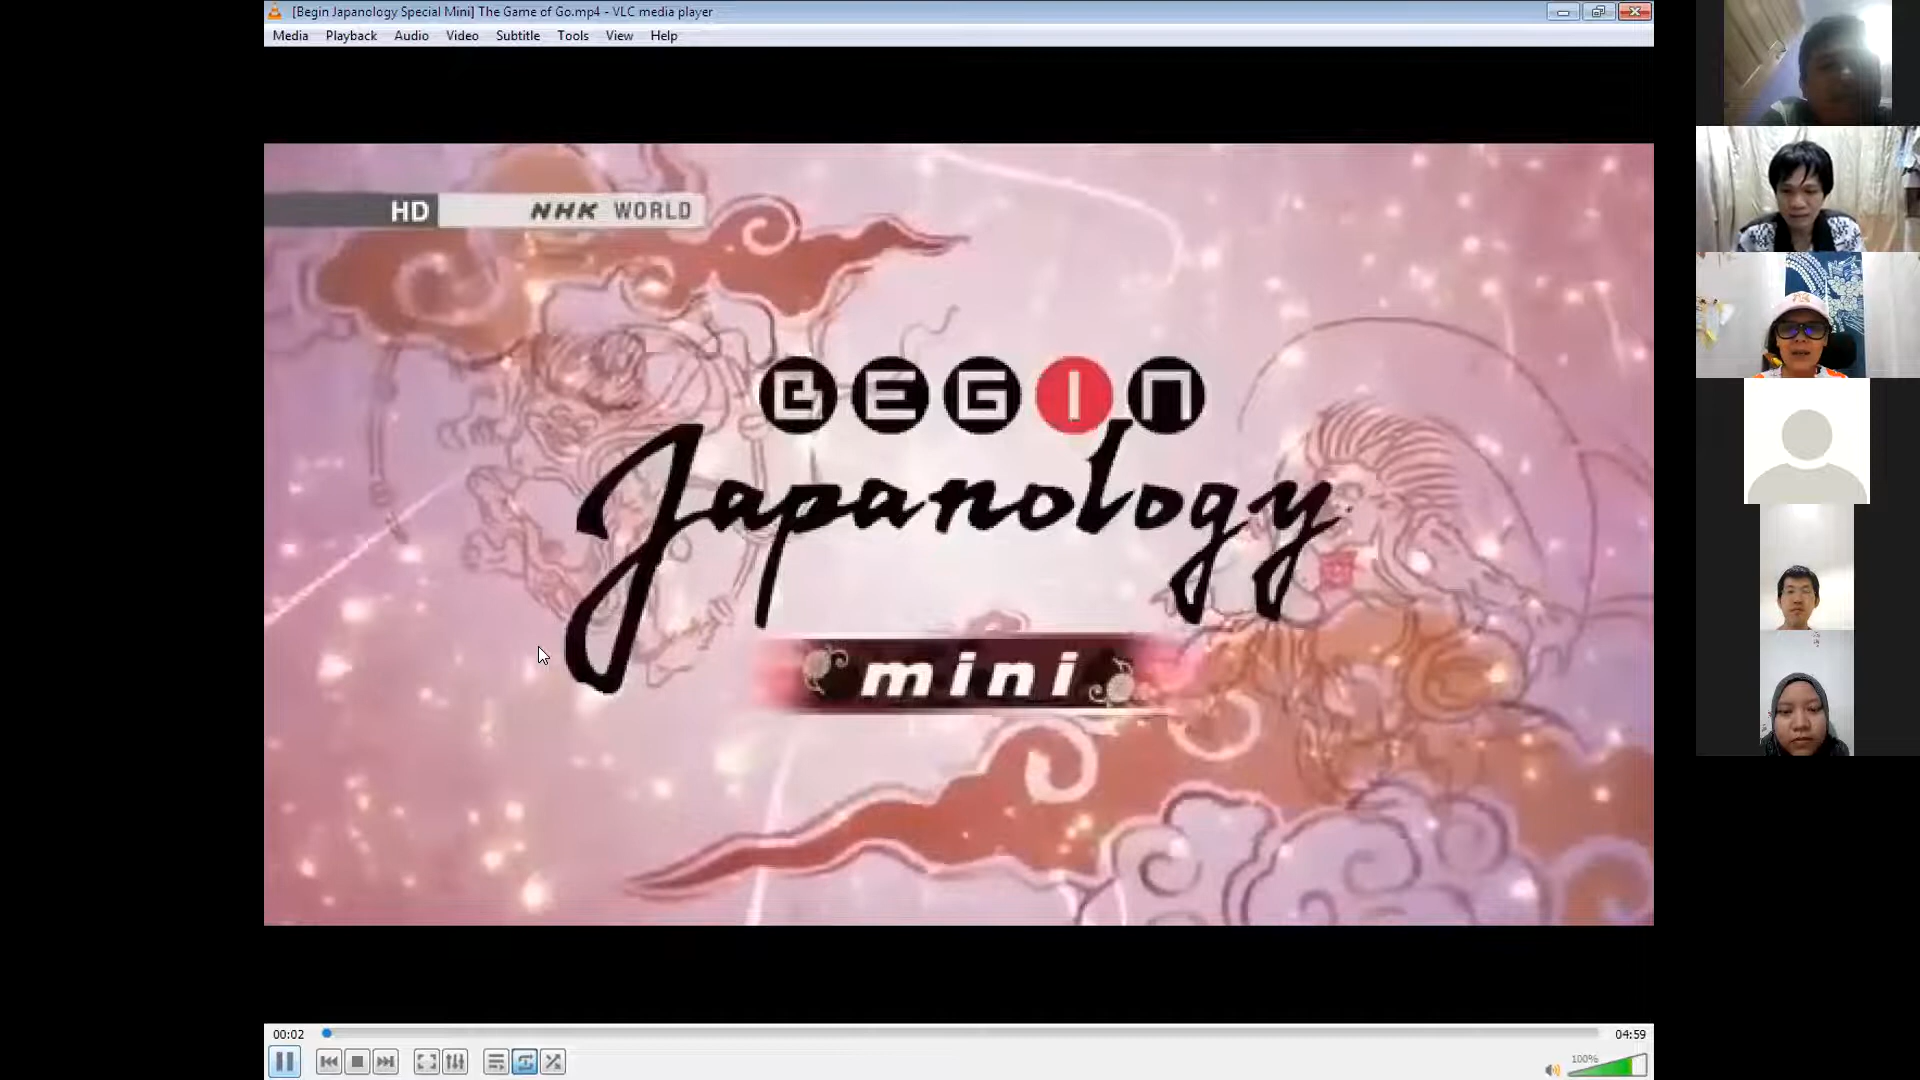 [Begin Japanology Special Mini] The Game of Go.mp4 - VLC media player
Media Playback Audio Video Subtitle Tools View Help
HD NHK WORLD
BEGIN
Japanology
mini
00:02 04:59
100%